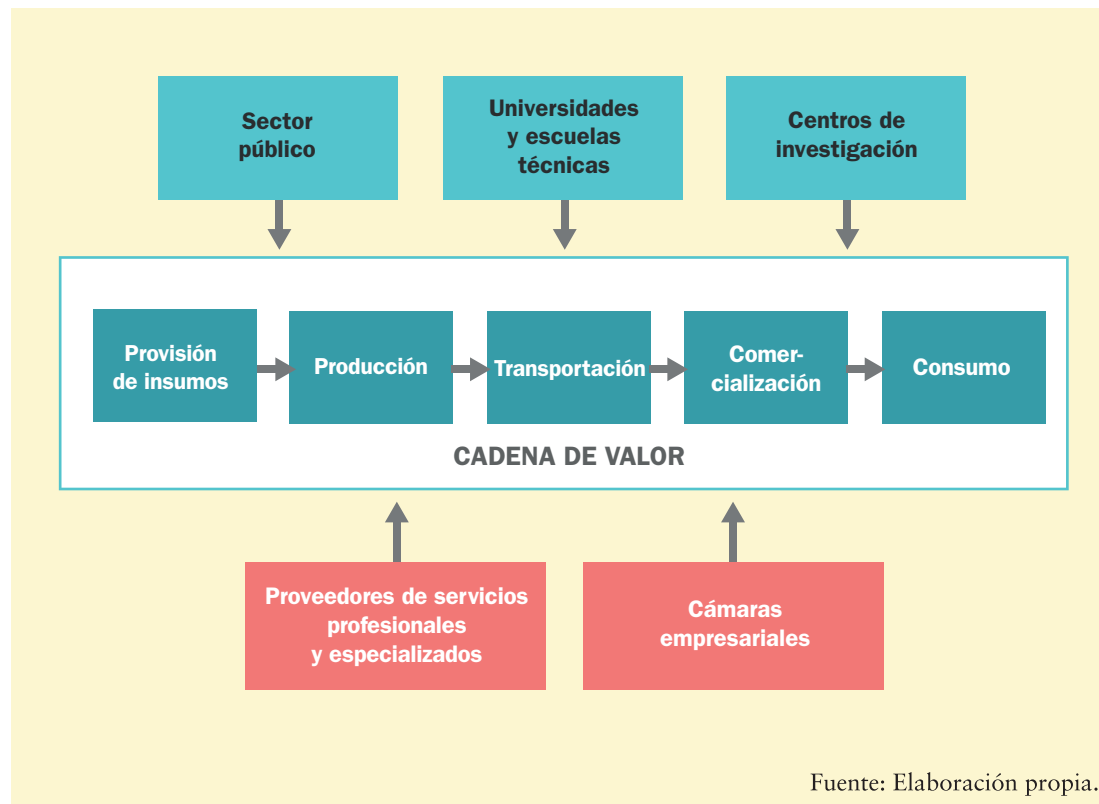 Sector
público
Universidades
y escuelas
técnicas
Centros de
investigación
Provisión
de insumos
Producción
Transportación
Comer-
cialización
Consumo
CADENA DE VALOR
Proveedores de servicios
profesionales
y especializados
Cámaras
empresariales
Fuente: Elaboración propia.